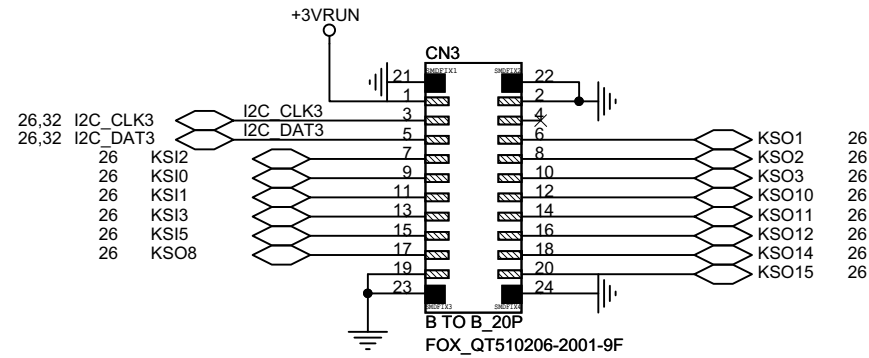 +3VRUN
CN3
SMDFIX1 SMDFIX2
21 22
1 2
26,32 I2C_CLK3 I2C_CLK3 3 4
26,32 I2C_DAT3 I2C_DAT3 5 6 KSO1 26
26 KSI2 7 8 KSO2 26
26 KSI0 9 10 KSO3 26
26 KSI1 11 12 KSO10 26
26 KSI3 13 14 KSO11 26
26 KSI5 15 16 KSO12 26
26 KSO8 17 18 KSO14 26
19 20 KSO15 26
23 24
SMDFIX3 SMDFIX4
B TO B_20P
FOX_QT510206-2001-9F